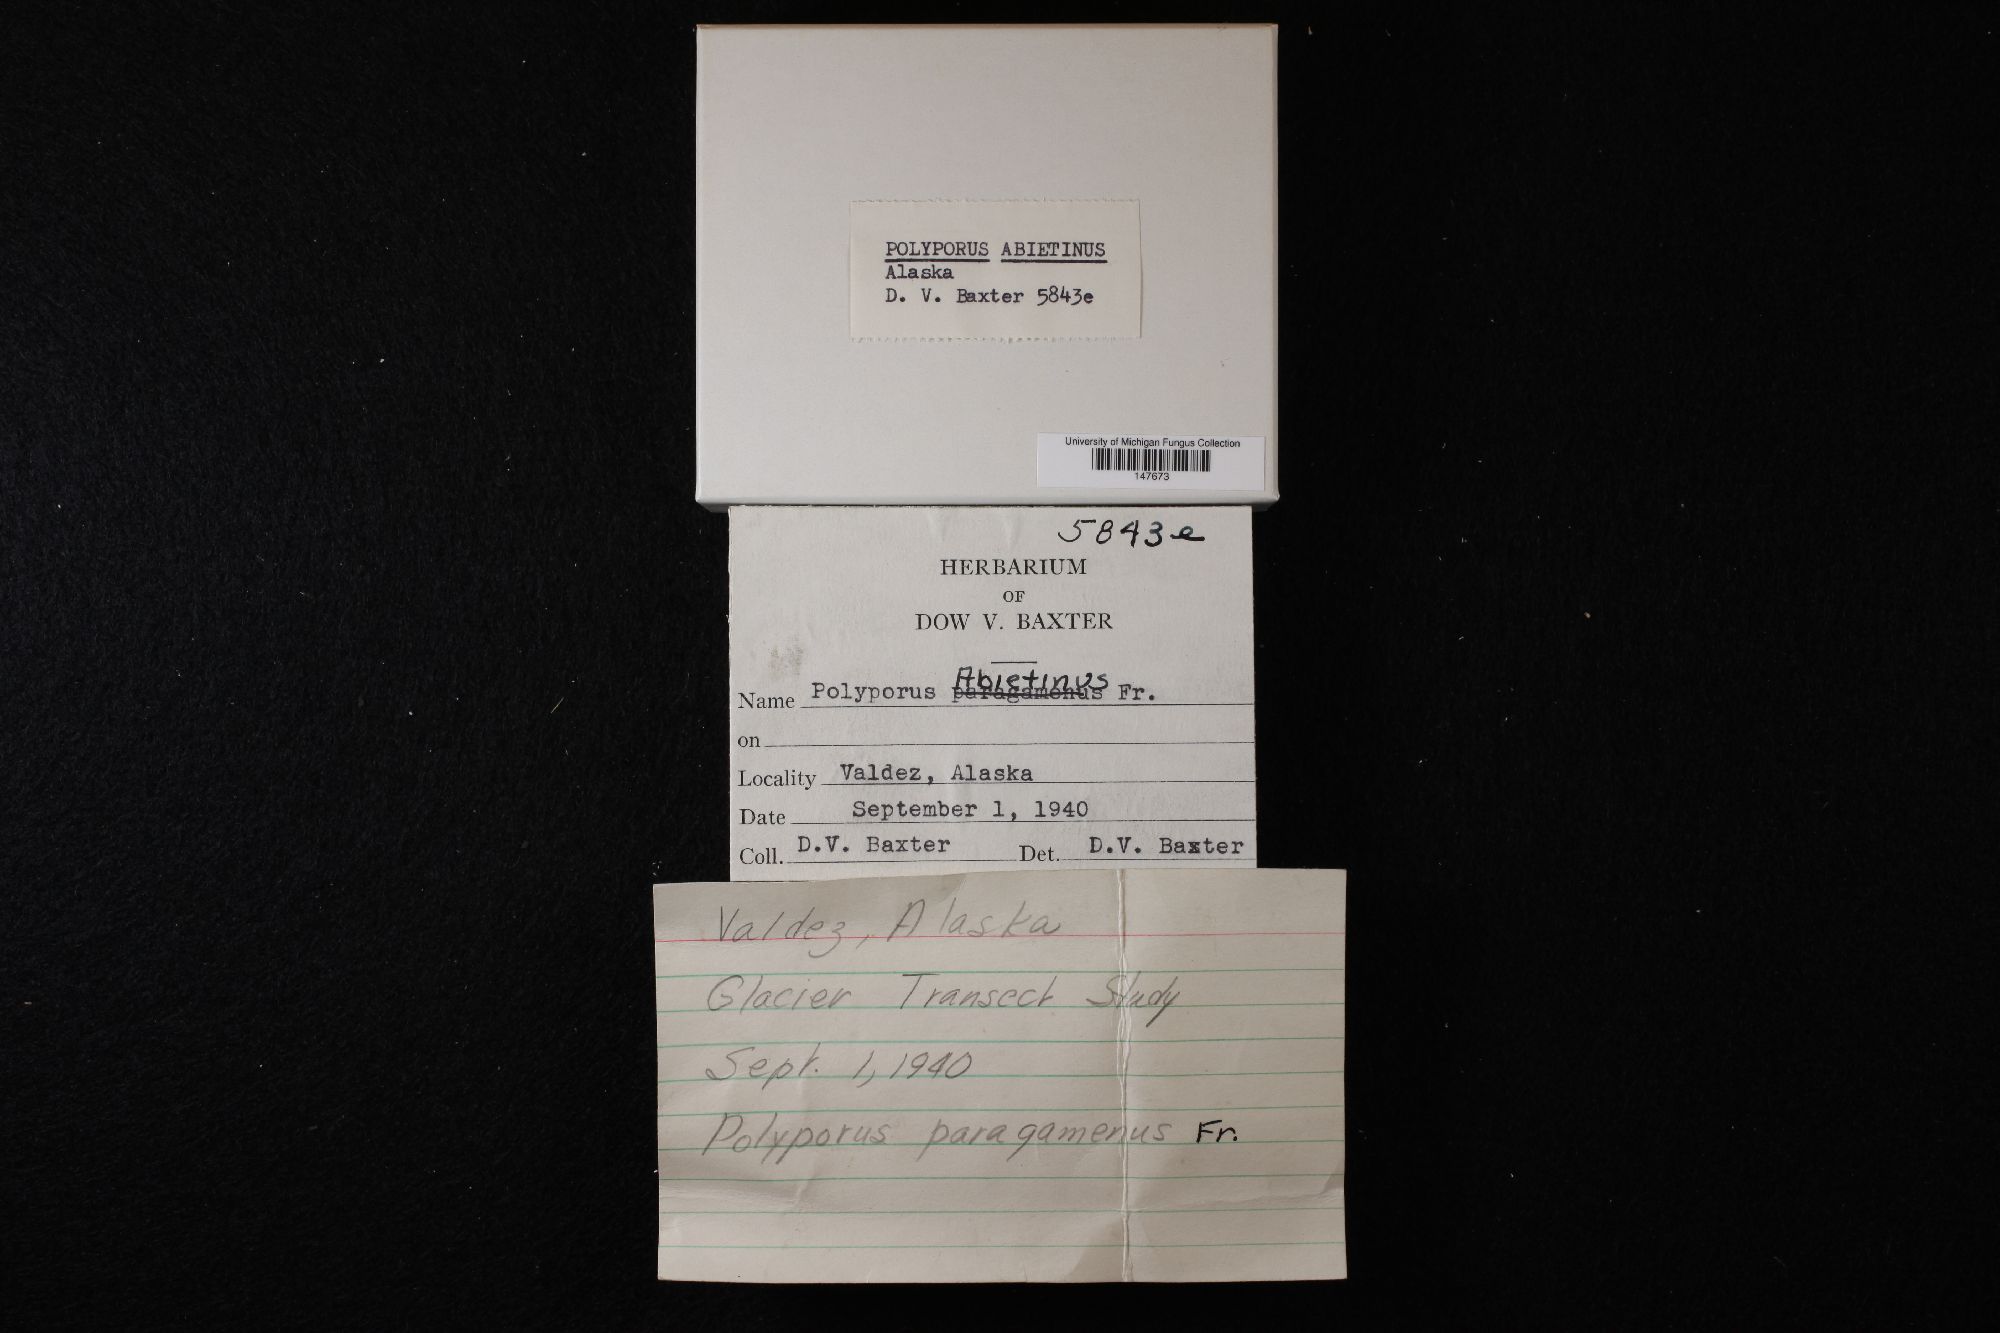 POLYPORUS ABIETINUS
Alaska
D. V. Baxter 5843e
University of Michigan Fungus Collection
147673
5843e
HERBARIUM
OF
DOW V. BAXTER
Abietinus
Name Polyporus paragamenus Fr.
on
Locality Valdez, Alaska
Date September 1, 1940
Coll. D.V. Baxter Det. D.V. Baxter
Valdez, Alaska
Glacier Transect Study
Sept. 1, 1940
Polyporus paragamenus Fr.